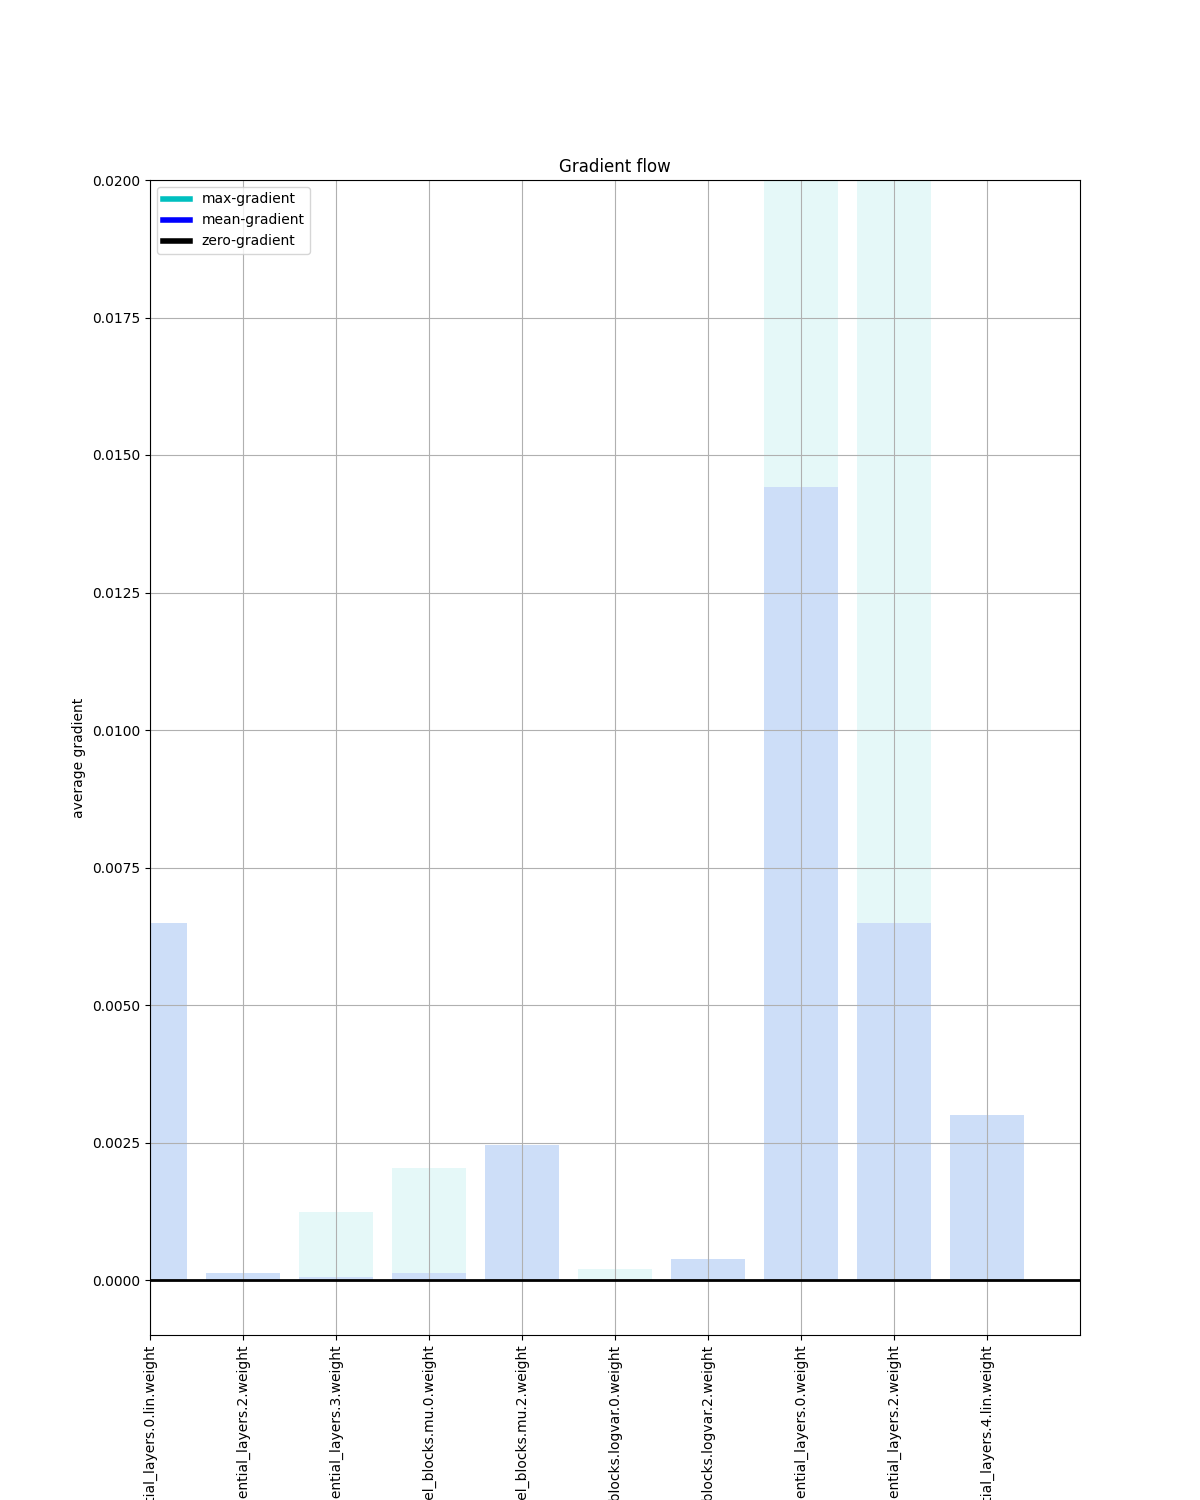 Gradient flow
max-gradient
mean-gradient
zero-gradient
0.0200
0.0175
0.0150
0.0125
0.0100
0.0075
0.0050
0.0025
0.0000
average gradient
tial_layers.0.lin.weight
ential_layers.2.weight
ential_layers.3.weight
el_blocks.mu.0.weight
el_blocks.mu.2.weight
blocks.logvar.0.weight
blocks.logvar.2.weight
ential_layers.0.weight
ential_layers.2.weight
tial_layers.4.lin.weight